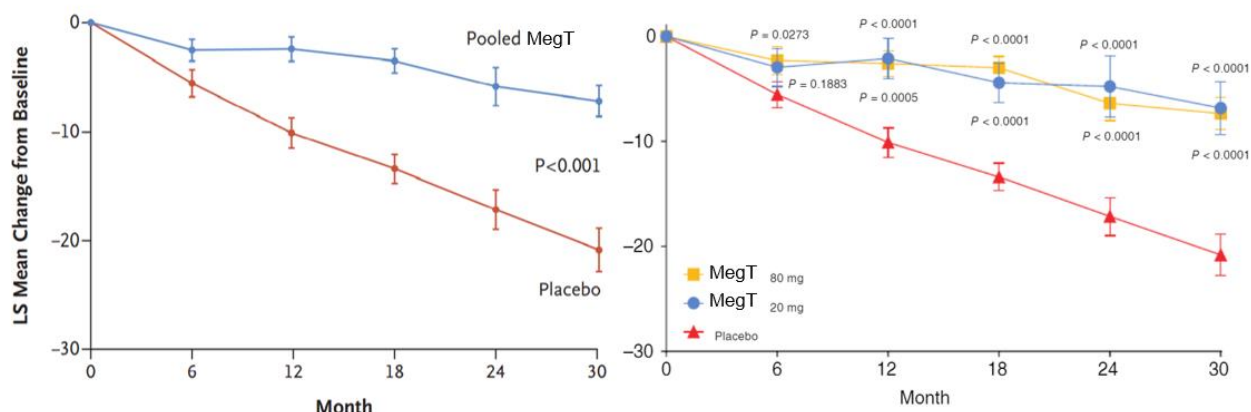 LS Mean Change from Baseline
0
−10
−20
−30
Pooled MegT
P<0.001
Placebo
0 6 12 18 24 30
Month
0
−10
−20
−30
P = 0.0273
P = 0.1883
P < 0.0001
P = 0.0005
P < 0.0001
P < 0.0001
P < 0.0001
P < 0.0001
P < 0.0001
P < 0.0001
MegT 80 mg
MegT 20 mg
Placebo
0 6 12 18 24 30
Month